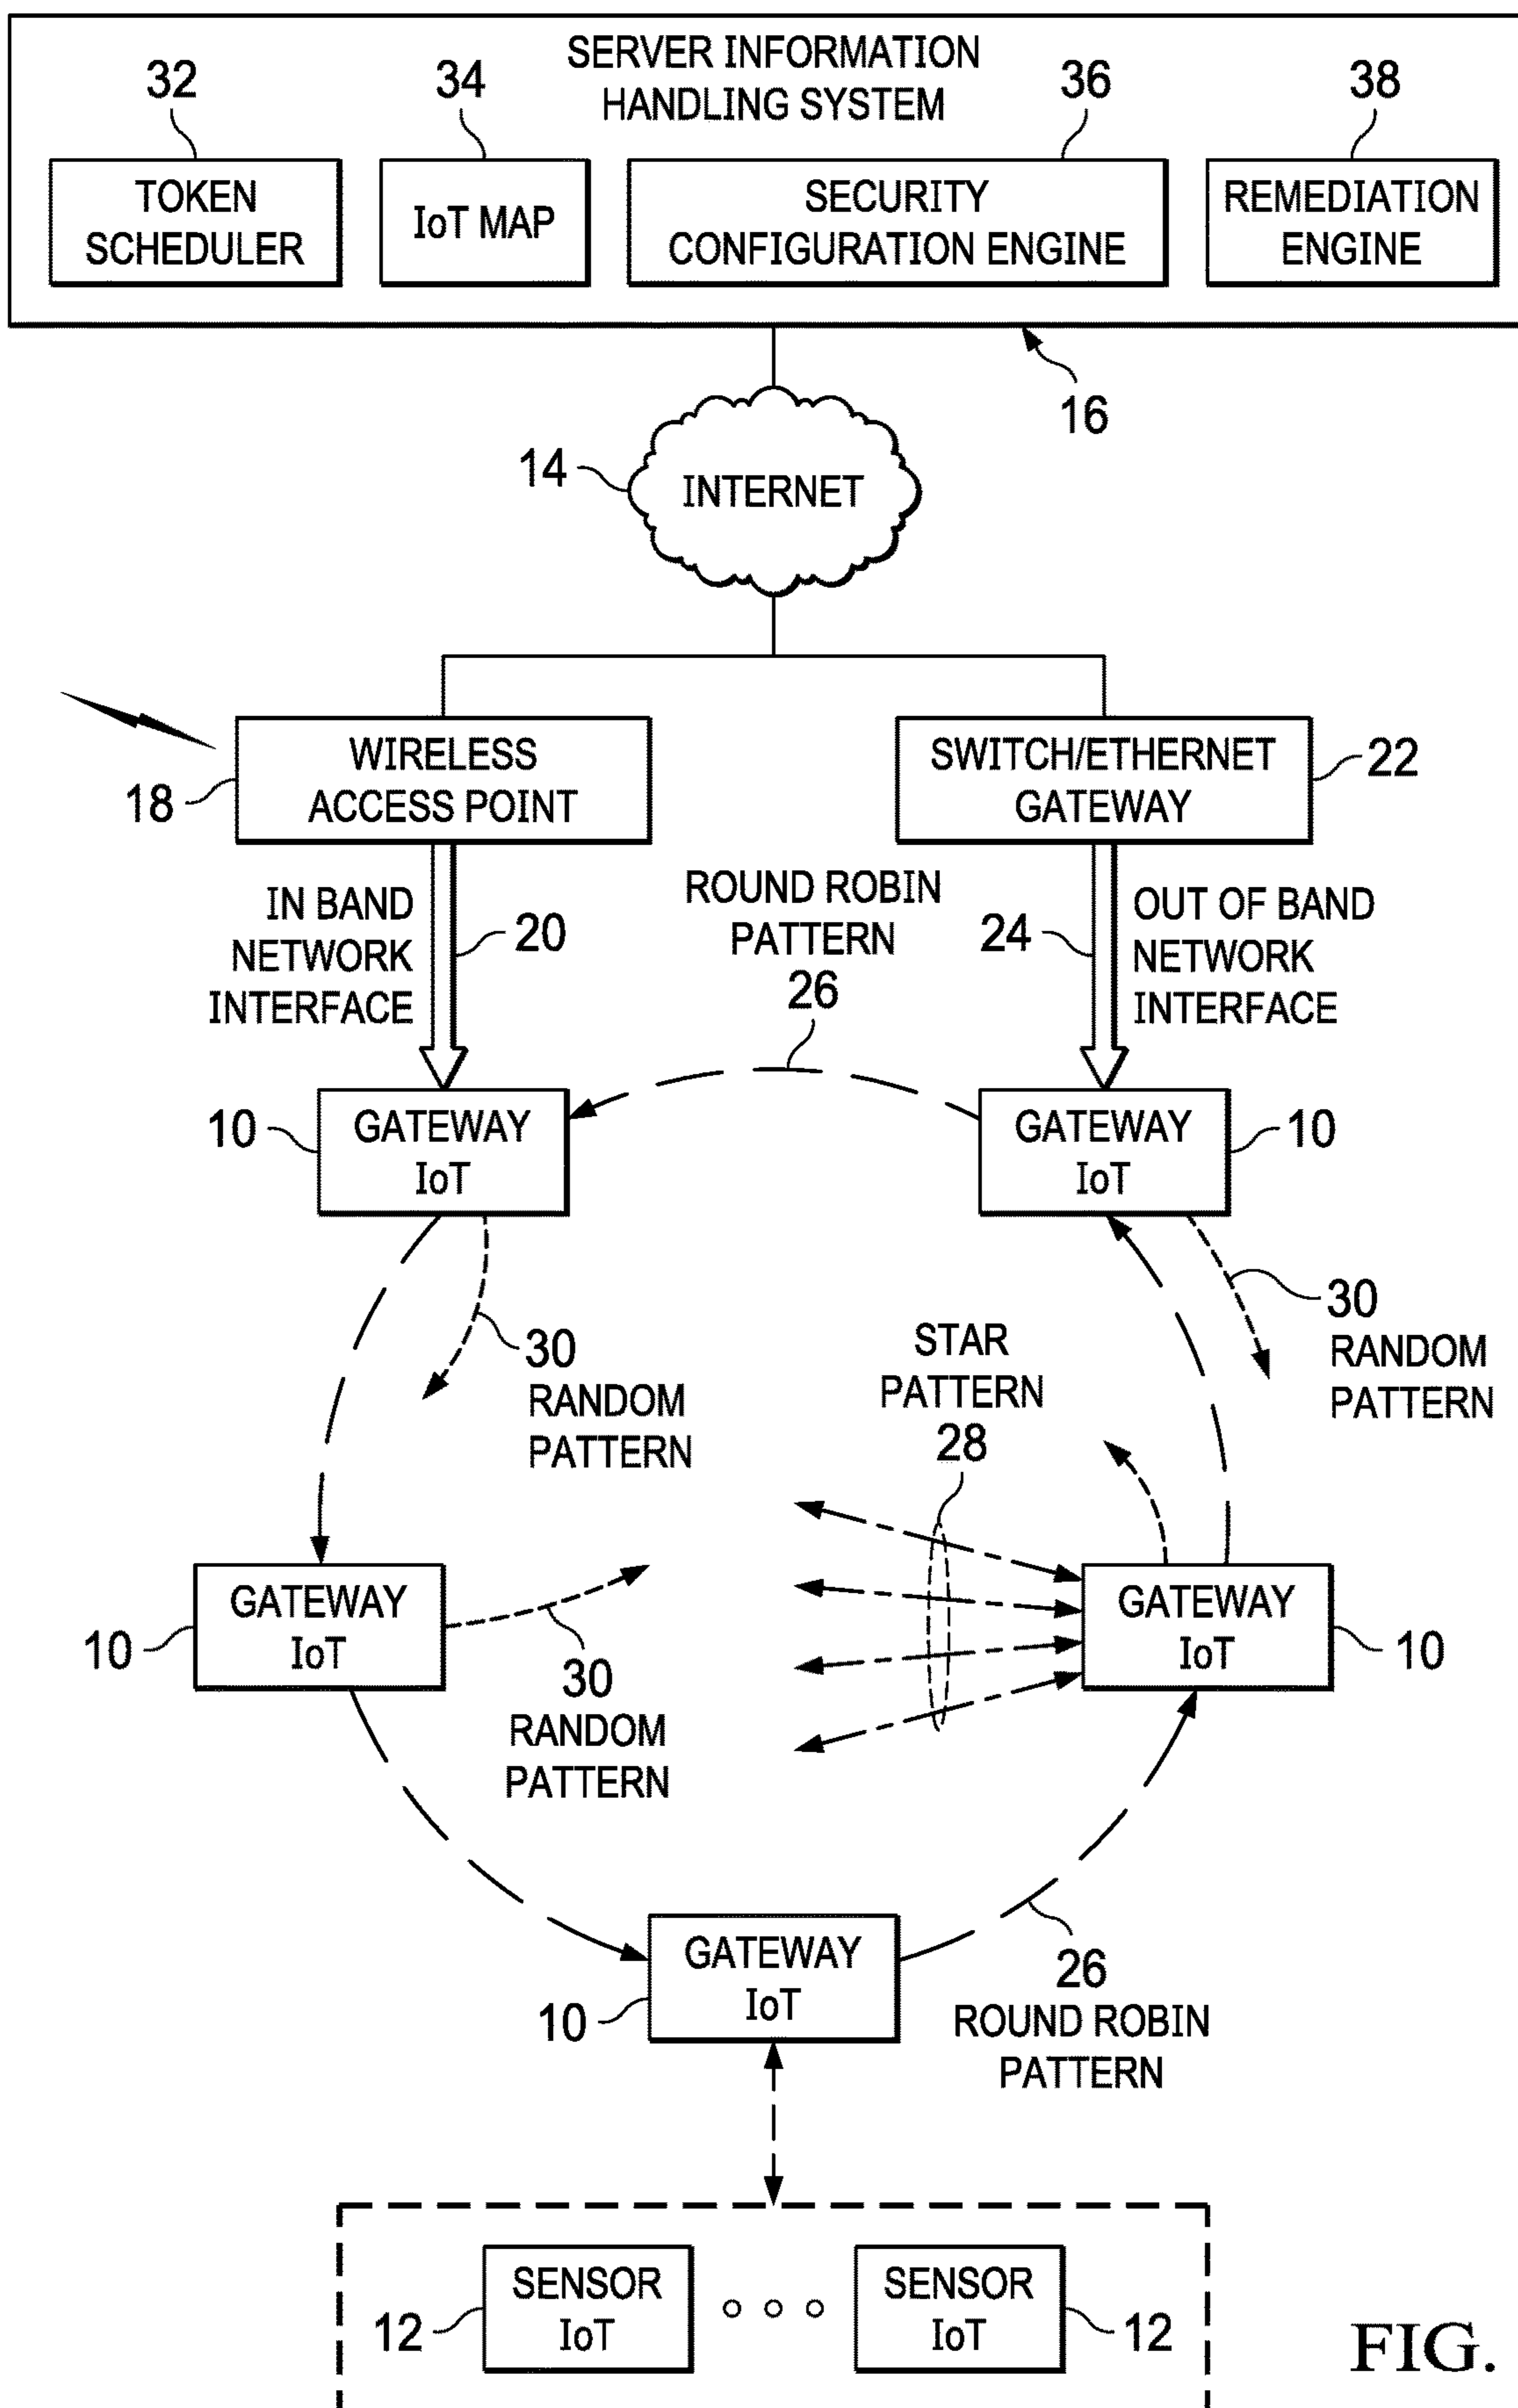 SERVER INFORMATION
HANDLING SYSTEM
32
34
36
38
TOKEN
SCHEDULER
IoT MAP
SECURITY
CONFIGURATION ENGINE
REMEDIATION
ENGINE
16
14
INTERNET
WIRELESS
ACCESS POINT
18
SWITCH/ETHERNET
GATEWAY
22
IN BAND
NETWORK
INTERFACE
20
ROUND ROBIN
PATTERN
26
24
OUT OF BAND
NETWORK
INTERFACE
10
GATEWAY
IoT
GATEWAY
IoT
10
30
RANDOM
PATTERN
30
RANDOM
PATTERN
STAR
PATTERN
28
10
GATEWAY
IoT
30
RANDOM
PATTERN
GATEWAY
IoT
10
10
GATEWAY
IoT
26
ROUND ROBIN
PATTERN
12
SENSOR
IoT
SENSOR
IoT
12
FIG.